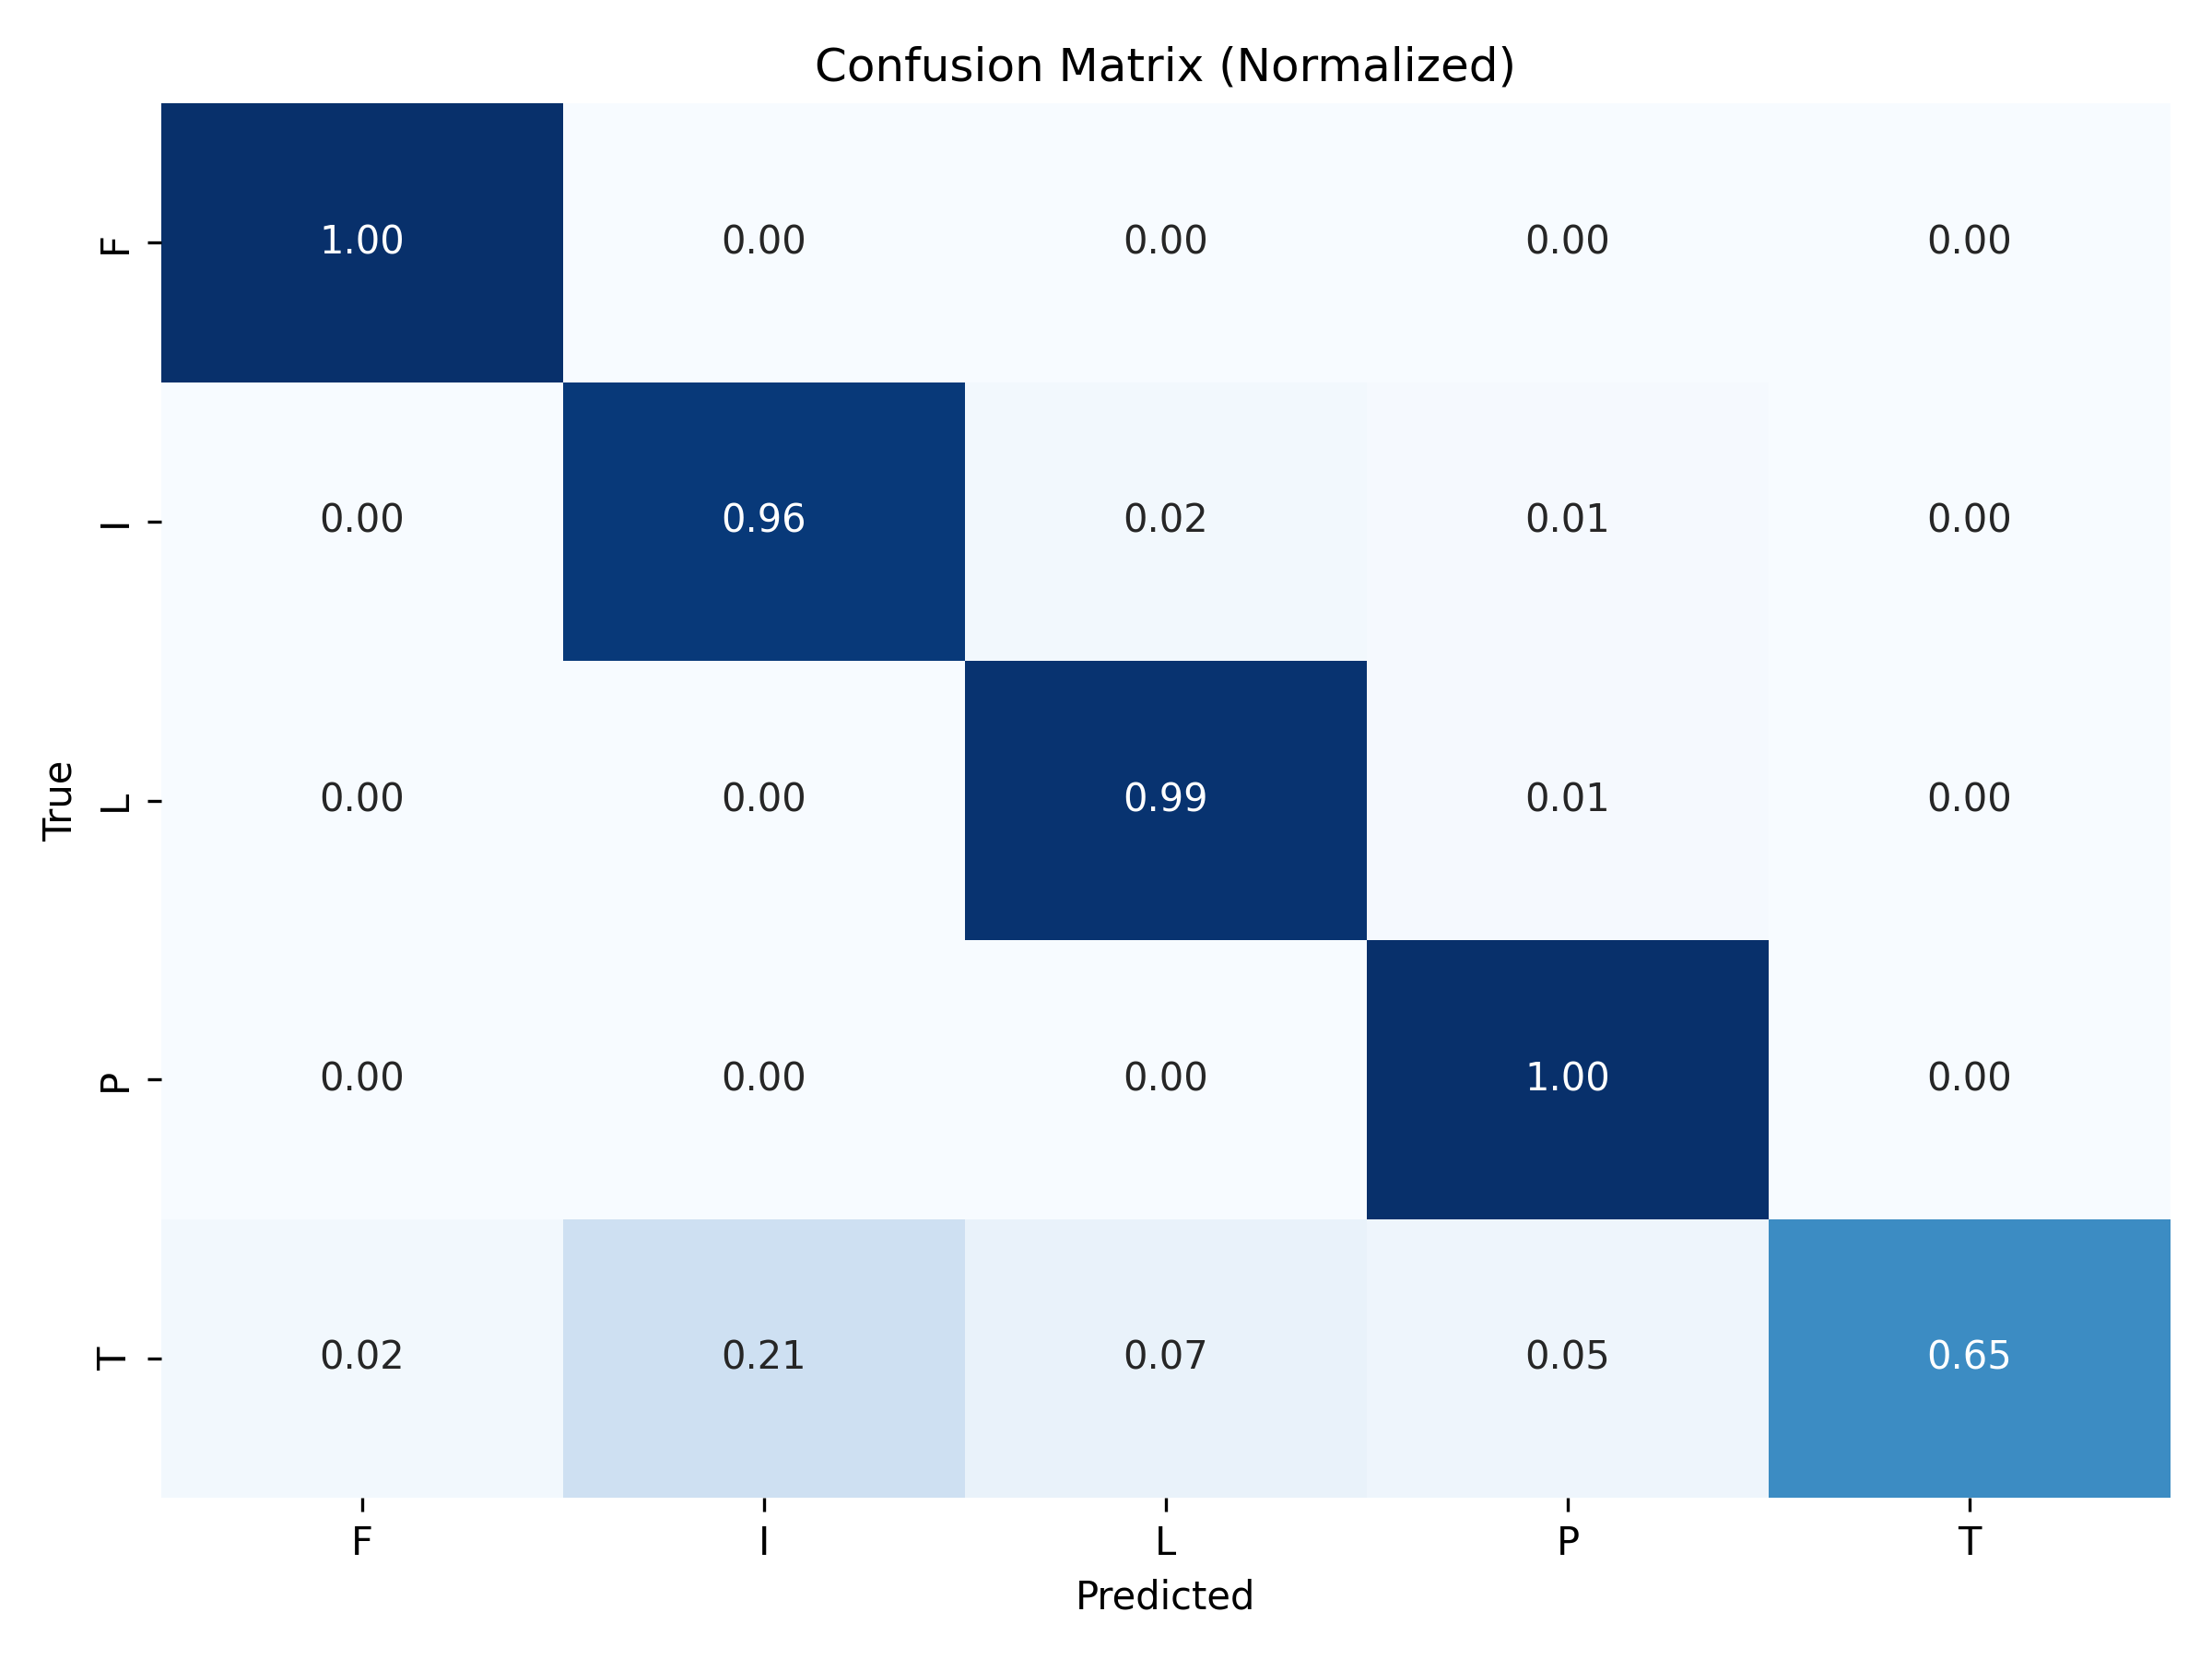 Confusion Matrix (Normalized)
True
F 1.00 0.00 0.00 0.00 0.00
I 0.00 0.96 0.02 0.01 0.00
L 0.00 0.00 0.99 0.01 0.00
P 0.00 0.00 0.00 1.00 0.00
T 0.02 0.21 0.07 0.05 0.65
F I L P T
Predicted